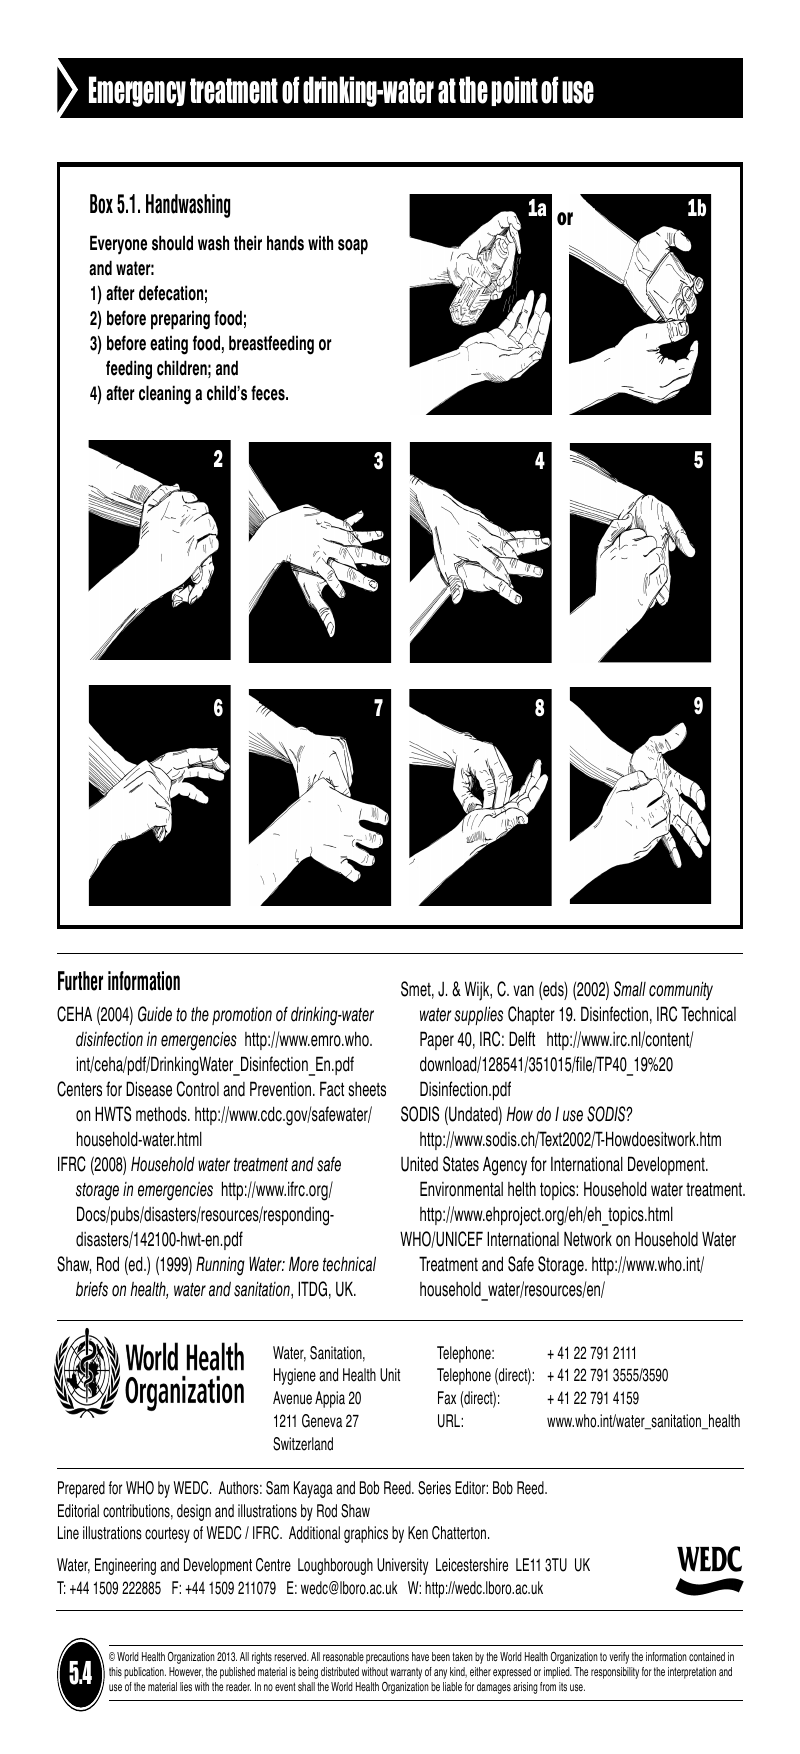 Emergency treatment of drinking-water at the point of use
Box 5.1. Handwashing
Everyone should wash their hands with soap
and water:
1) after defecation;
2) before preparing food;
3) before eating food, breastfeeding or
feeding children; and
4) after cleaning a child's feces.
1a
or
1b
2
3
4
5
6
7
8
9
Further information
CEHA (2004) Guide to the promotion of drinking-water
disinfection in emergencies http://www.emro.who.
int/ceha/pdf/DrinkingWater_Disinfection_En.pdf
Centers for Disease Control and Prevention. Fact sheets
on HWTS methods. http://www.cdc.gov/safewater/
household-water.html
IFRC (2008) Household water treatment and safe
storage in emergencies http://www.ifrc.org/
Docs/pubs/disasters/resources/responding-
disasters/142100-hwt-en.pdf
Shaw, Rod (ed.) (1999) Running Water: More technical
briefs on health, water and sanitation, ITDG, UK.
Smet, J. & Wijk, C. van (eds) (2002) Small community
water supplies Chapter 19. Disinfection, IRC Technical
Paper 40, IRC: Delft http://www.irc.nl/content/
download/128541/351015/file/TP40_19%20
Disinfection.pdf
SODIS (Undated) How do I use SODIS?
http://www.sodis.ch/Text2002/T-Howdoesitwork.htm
United States Agency for International Development.
Environmental helth topics: Household water treatment.
http://www.ehproject.org/eh/eh_topics.html
WHO/UNICEF International Network on Household Water
Treatment and Safe Storage. http://www.who.int/
household_water/resources/en/
World Health
Organization
Water, Sanitation,
Hygiene and Health Unit
Avenue Appia 20
1211 Geneva 27
Switzerland
Telephone: + 41 22 791 2111
Telephone (direct): + 41 22 791 3555/3590
Fax (direct): + 41 22 791 4159
URL: www.who.int/water_sanitation_health
Prepared for WHO by WEDC. Authors: Sam Kayaga and Bob Reed. Series Editor: Bob Reed.
Editorial contributions, design and illustrations by Rod Shaw
Line illustrations courtesy of WEDC / IFRC. Additional graphics by Ken Chatterton.
Water, Engineering and Development Centre Loughborough University Leicestershire LE11 3TU UK
T: +44 1509 222885 F: +44 1509 211079 E: wedc@lboro.ac.uk W: http://wedc.lboro.ac.uk
WEDC
5.4
© World Health Organization 2013. All rights reserved. All reasonable precautions have been taken by the World Health Organization to verify the information contained in
this publication. However, the published material is being distributed without warranty of any kind, either expressed or implied. The responsibility for the interpretation and
use of the material lies with the reader. In no event shall the World Health Organization be liable for damages arising from its use.